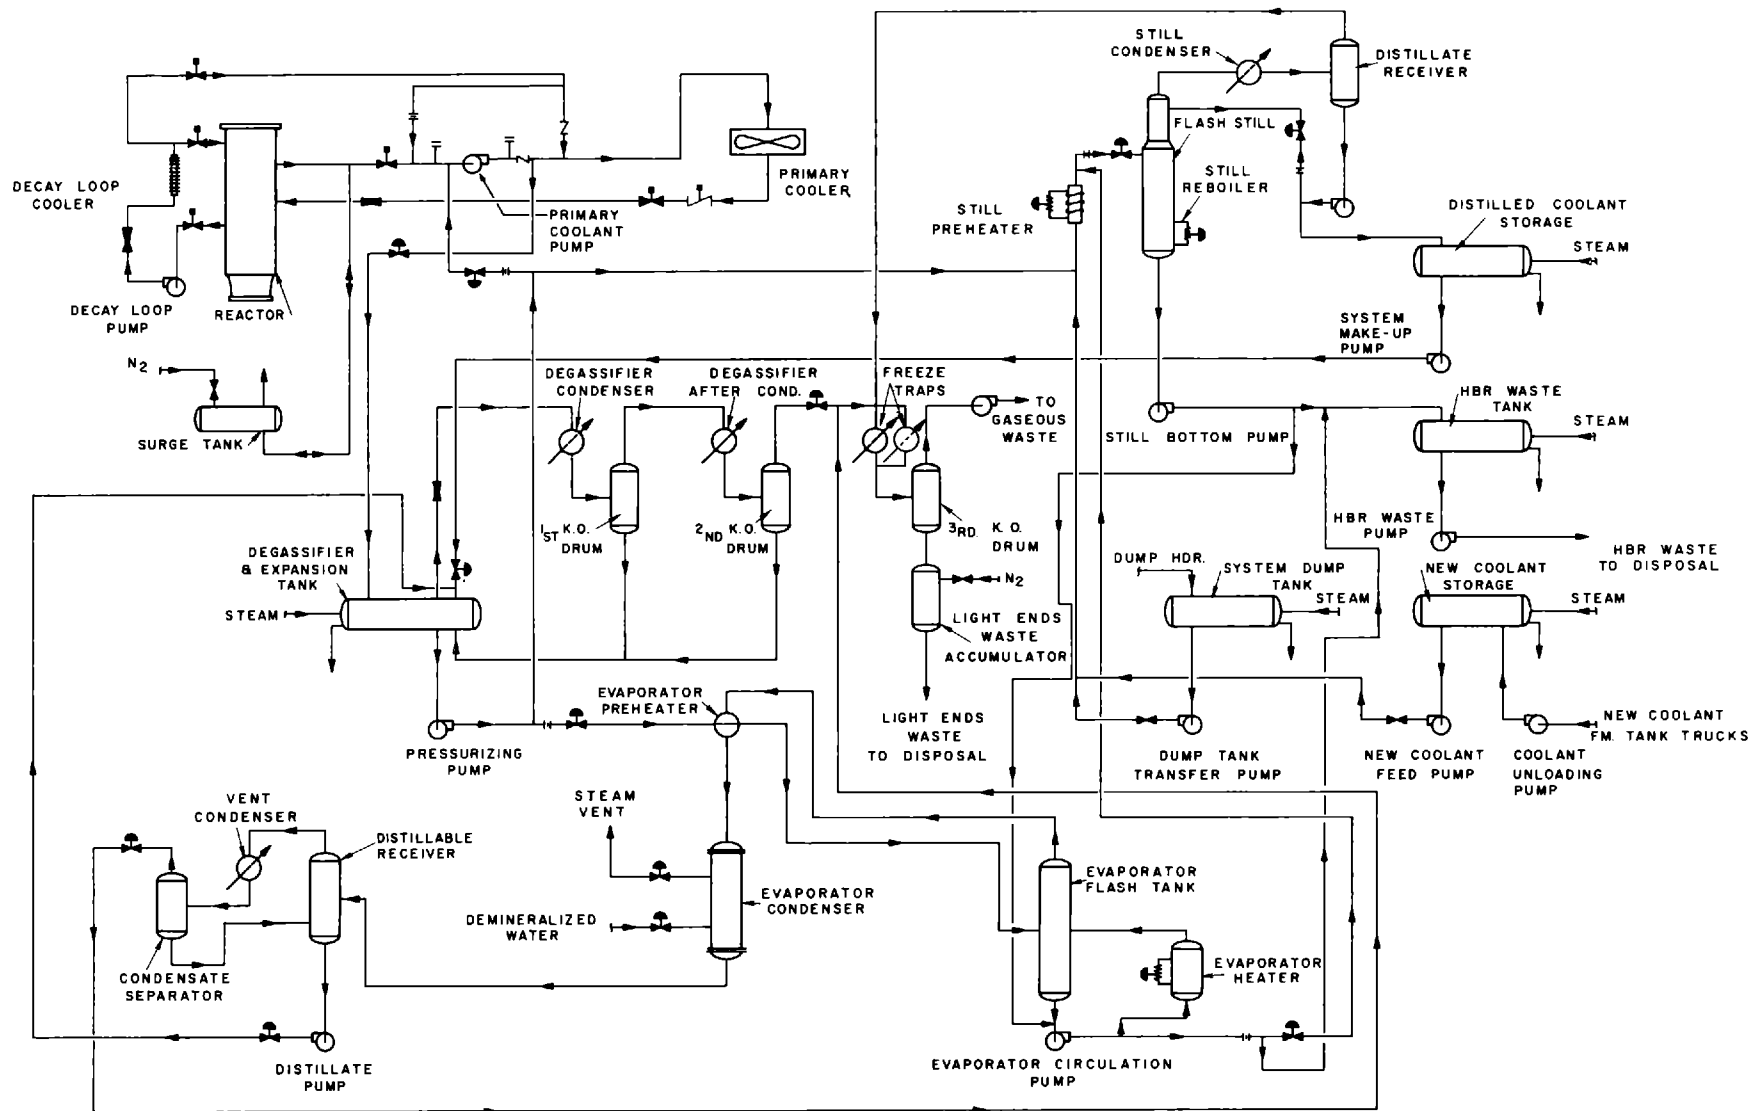 STILL
CONDENSER
DISTILLATE
RECEIVER
FLASH STILL
STILL
REBOILER
DECAY LOOP
COOLER
PRIMARY
COOLER
PRIMARY
COOLANT
PUMP
STILL
PREHEATER
DISTILLED COOLANT
STORAGE
STEAM
DECAY LOOP
PUMP
REACTOR
SYSTEM
MAKE-UP
PUMP
N2
SURGE TANK
DEGASSIFIER
CONDENSER
DEGASSIFIER
AFTER COND.
FREEZE
TRAPS
TO
GASEOUS
WASTE
STILL BOTTOM PUMP
HBR WASTE
TANK
STEAM
1ST K.O.
DRUM
2ND K.O.
DRUM
3RD. K.O.
DRUM
HBR WASTE
PUMP
HBR WASTE
TO DISPOSAL
DEGASSIFIER
& EXPANSION
TANK
STEAM
N2
LIGHT ENDS
WASTE
ACCUMULATOR
DUMP HDR.
SYSTEM DUMP
TANK
STEAM
NEW COOLANT
STORAGE
STEAM
EVAPORATOR
PREHEATER
PRESSURIZING
PUMP
LIGHT ENDS
WASTE
TO DISPOSAL
DUMP TANK
TRANSFER PUMP
NEW COOLANT
FEED PUMP
COOLANT
UNLOADING
PUMP
NEW COOLANT
FM. TANK TRUCKS
VENT
CONDENSER
DISTILLABLE
RECEIVER
STEAM
VENT
EVAPORATOR
CONDENSER
DEMINERALIZED
WATER
EVAPORATOR
FLASH TANK
EVAPORATOR
HEATER
CONDENSATE
SEPARATOR
DISTILLATE
PUMP
EVAPORATOR CIRCULATION
PUMP